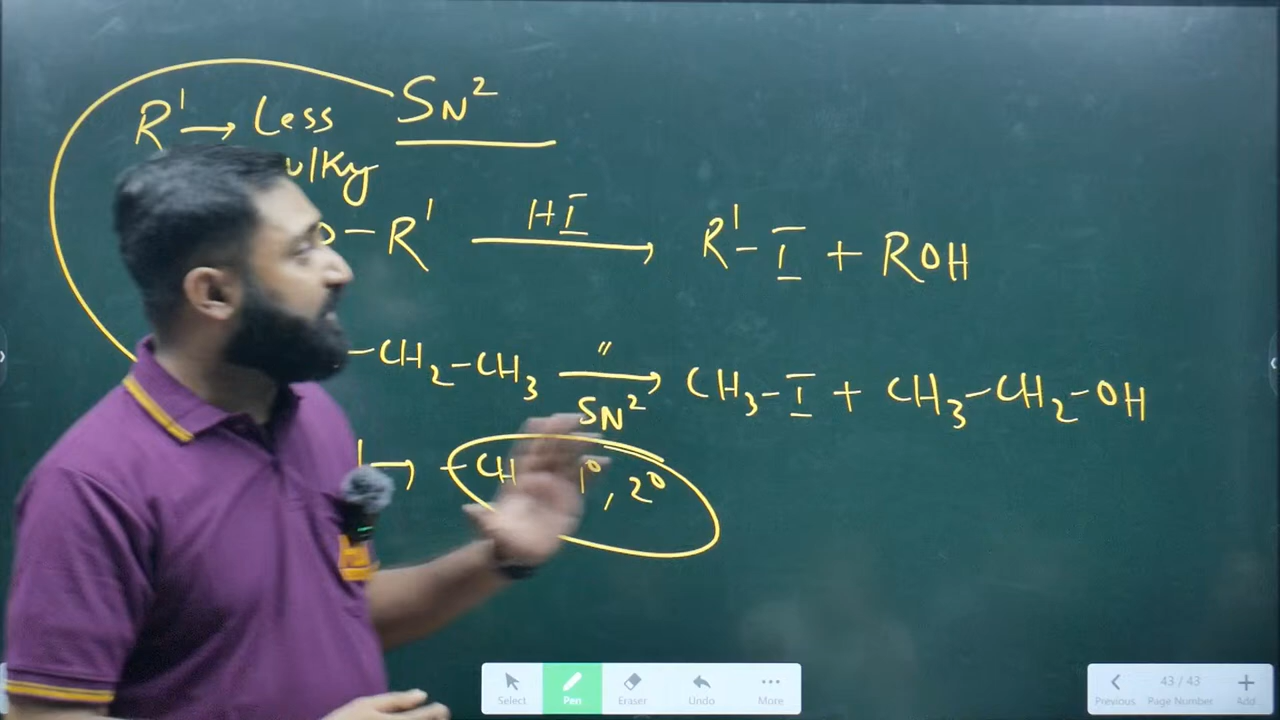 SN²
R' → Less
O-R' HI → R'-I + ROH
-CH₂-CH₃ " → SN² CH₃-I + CH₃-CH₂-OH
1°, 2°
Select Pen Eraser Undo More
43 / 43
Previous Page Number Add